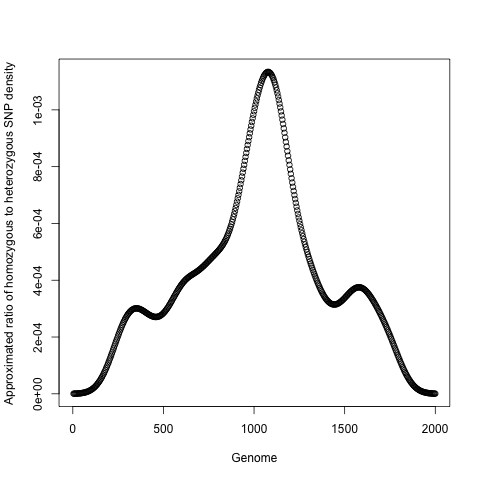 Approximated ratio of homozygous to heterozygous SNP density
1e-03
8e-04
6e-04
4e-04
2e-04
0e+00
0 500 1000 1500 2000
Genome